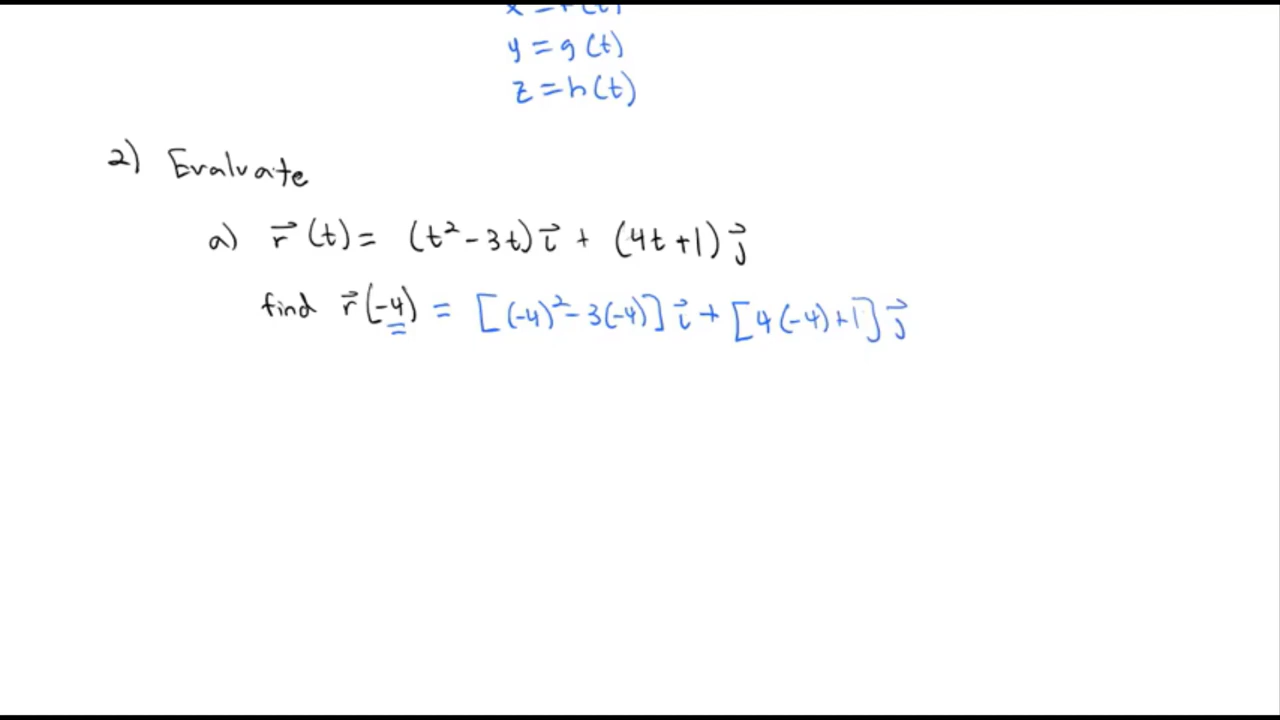 y = g(t)
z = h(t)
2) Evaluate
a) r⃗(t) = (t² - 3t) i⃗ + (4t + 1) j⃗
find r⃗(-4) = [(-4)² - 3(-4)] i⃗ + [4(-4) + 1] j⃗